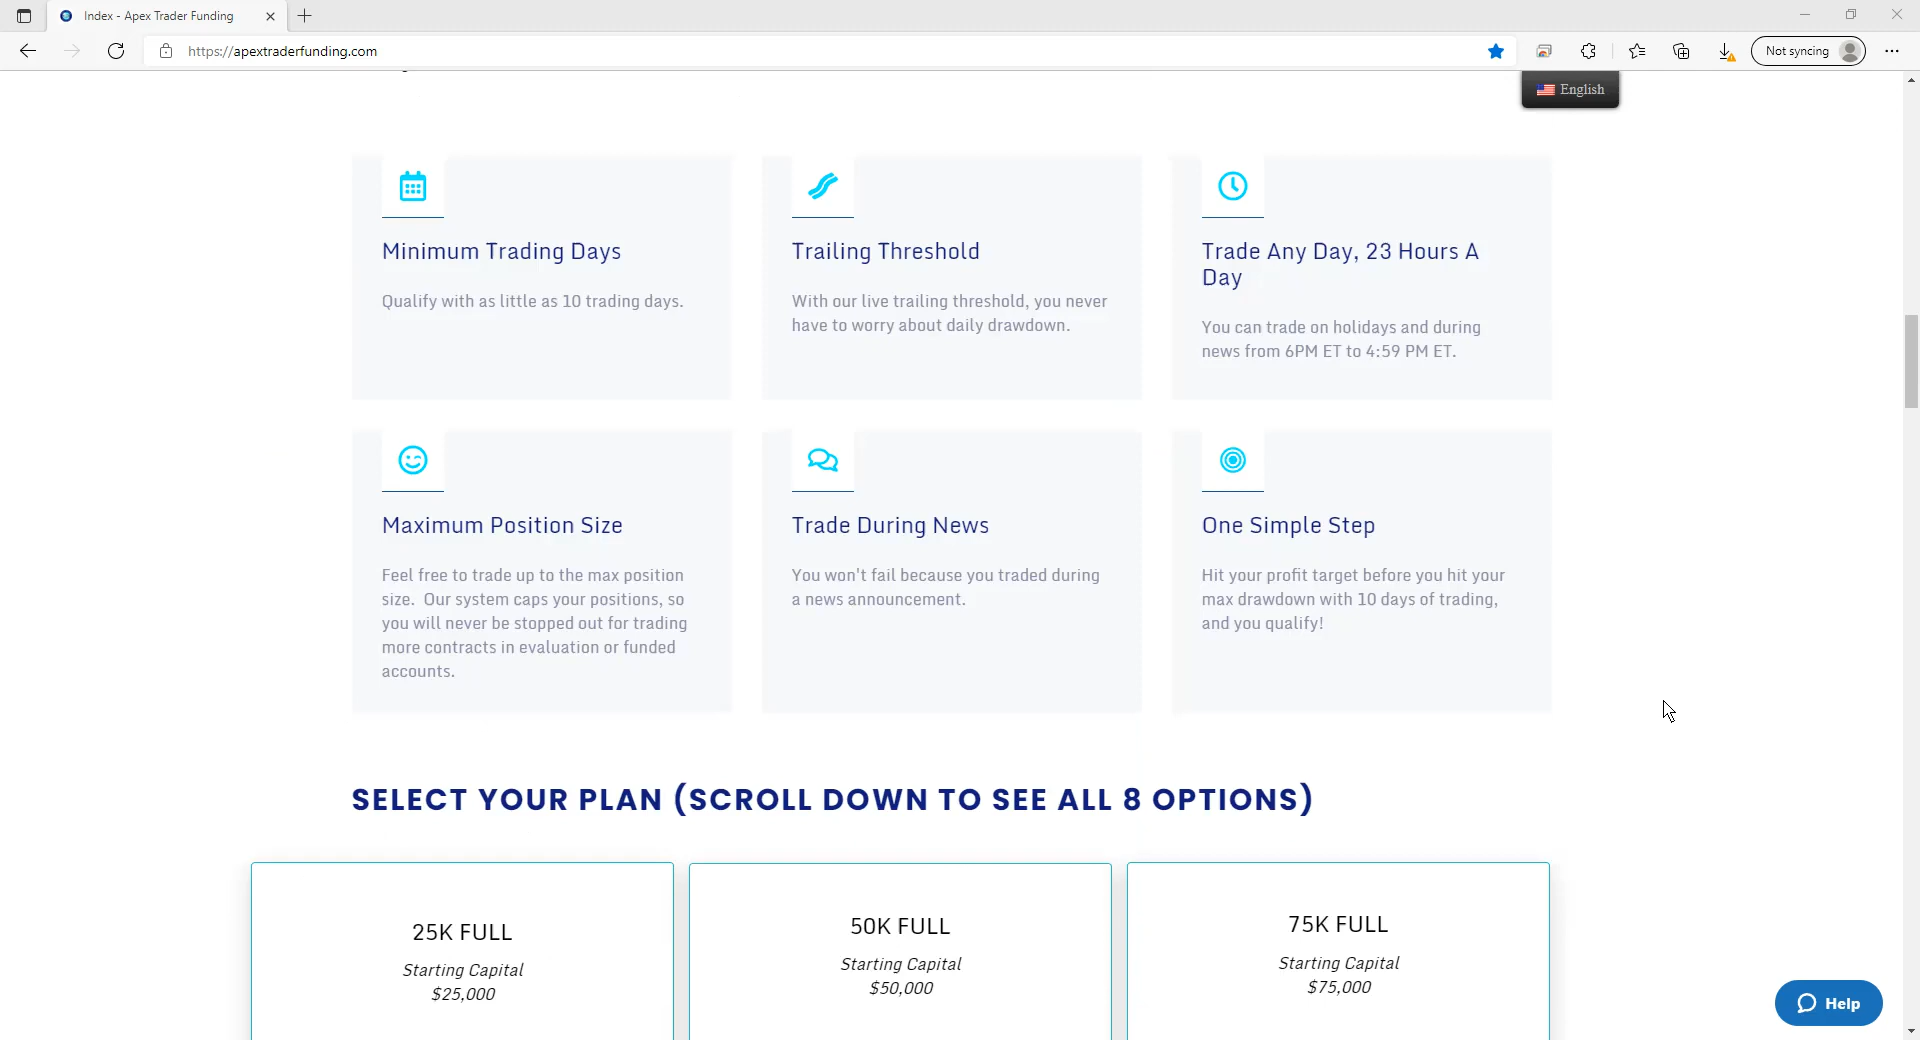 Index - Apex Trader Funding
https://apextraderfunding.com
Not syncing
English
Minimum Trading Days
Qualify with as little as 10 trading days.
Trailing Threshold
With our live trailing threshold, you never
have to worry about daily drawdown.
Trade Any Day, 23 Hours A
Day
You can trade on holidays and during
news from 6PM ET to 4:59 PM ET.
Maximum Position Size
Feel free to trade up to the max position
size.  Our system caps your positions, so
you will never be stopped out for trading
more contracts in evaluation or funded
accounts.
Trade During News
You won't fail because you traded during
a news announcement.
One Simple Step
Hit your profit target before you hit your
max drawdown with 10 days of trading,
and you qualify!
SELECT YOUR PLAN (SCROLL DOWN TO SEE ALL 8 OPTIONS)
25K FULL
Starting Capital
$25,000
50K FULL
Starting Capital
$50,000
75K FULL
Starting Capital
$75,000
Help